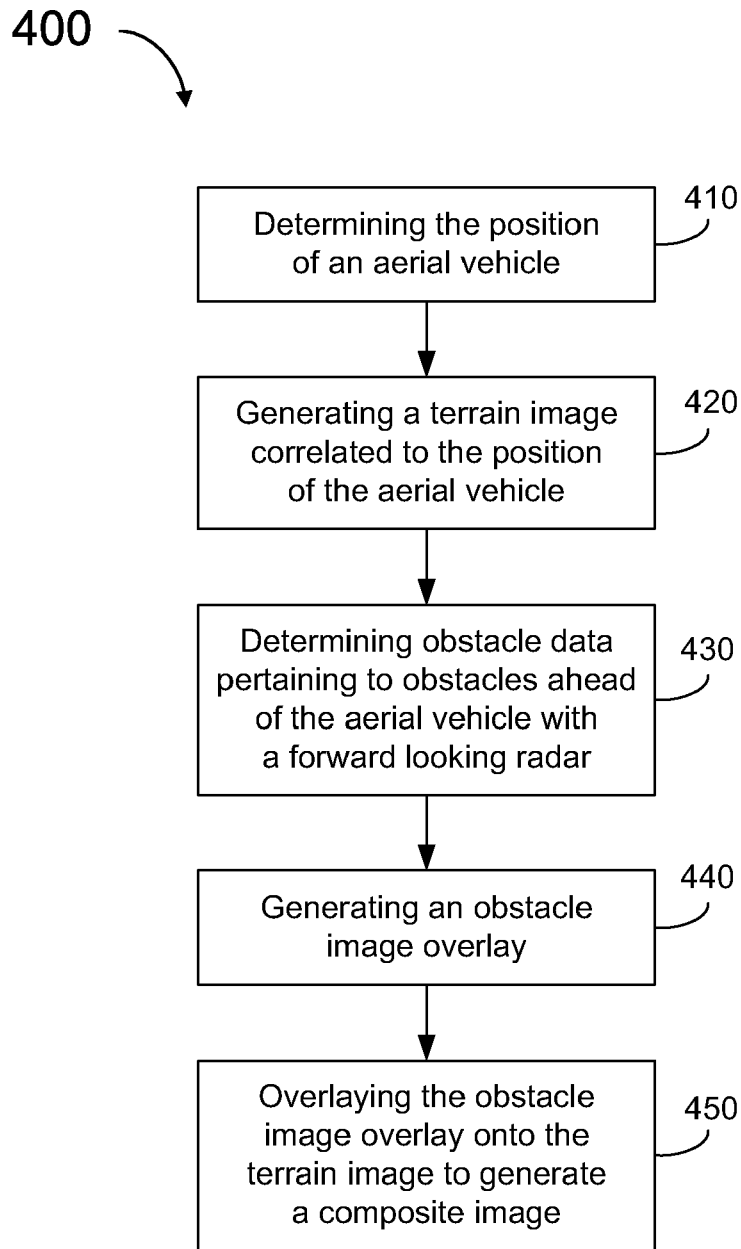 400
410
Determining the position
of an aerial vehicle
420
Generating a terrain image
correlated to the position
of the aerial vehicle
430
Determining obstacle data
pertaining to obstacles ahead
of the aerial vehicle with
a forward looking radar
440
Generating an obstacle
image overlay
450
Overlaying the obstacle
image overlay onto the
terrain image to generate
a composite image